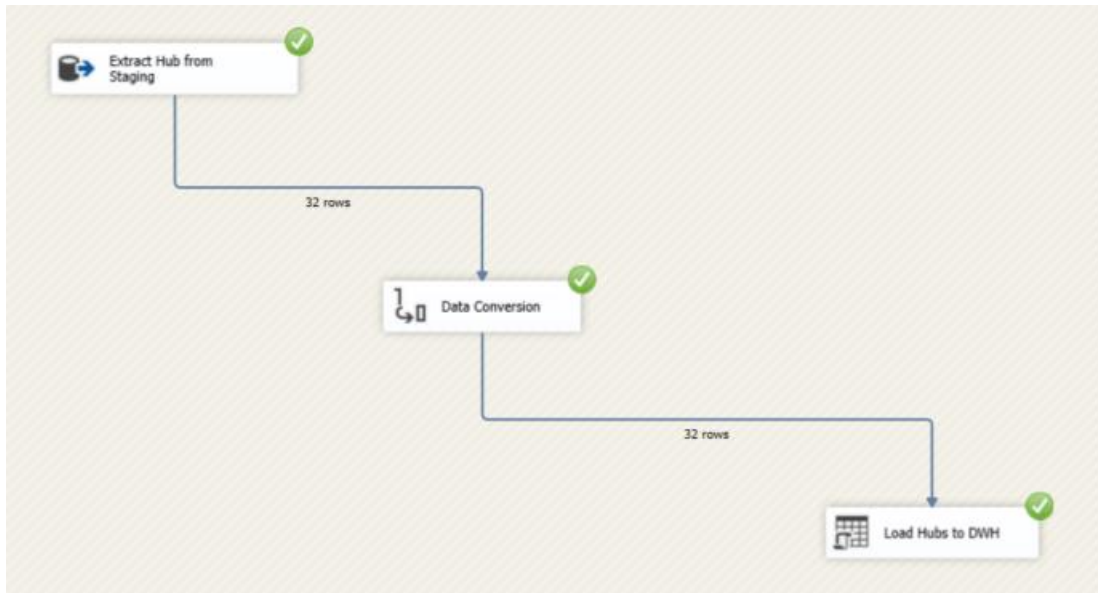 Extract Hub from
Staging
32 rows
Data Conversion
32 rows
Load Hubs to DWH